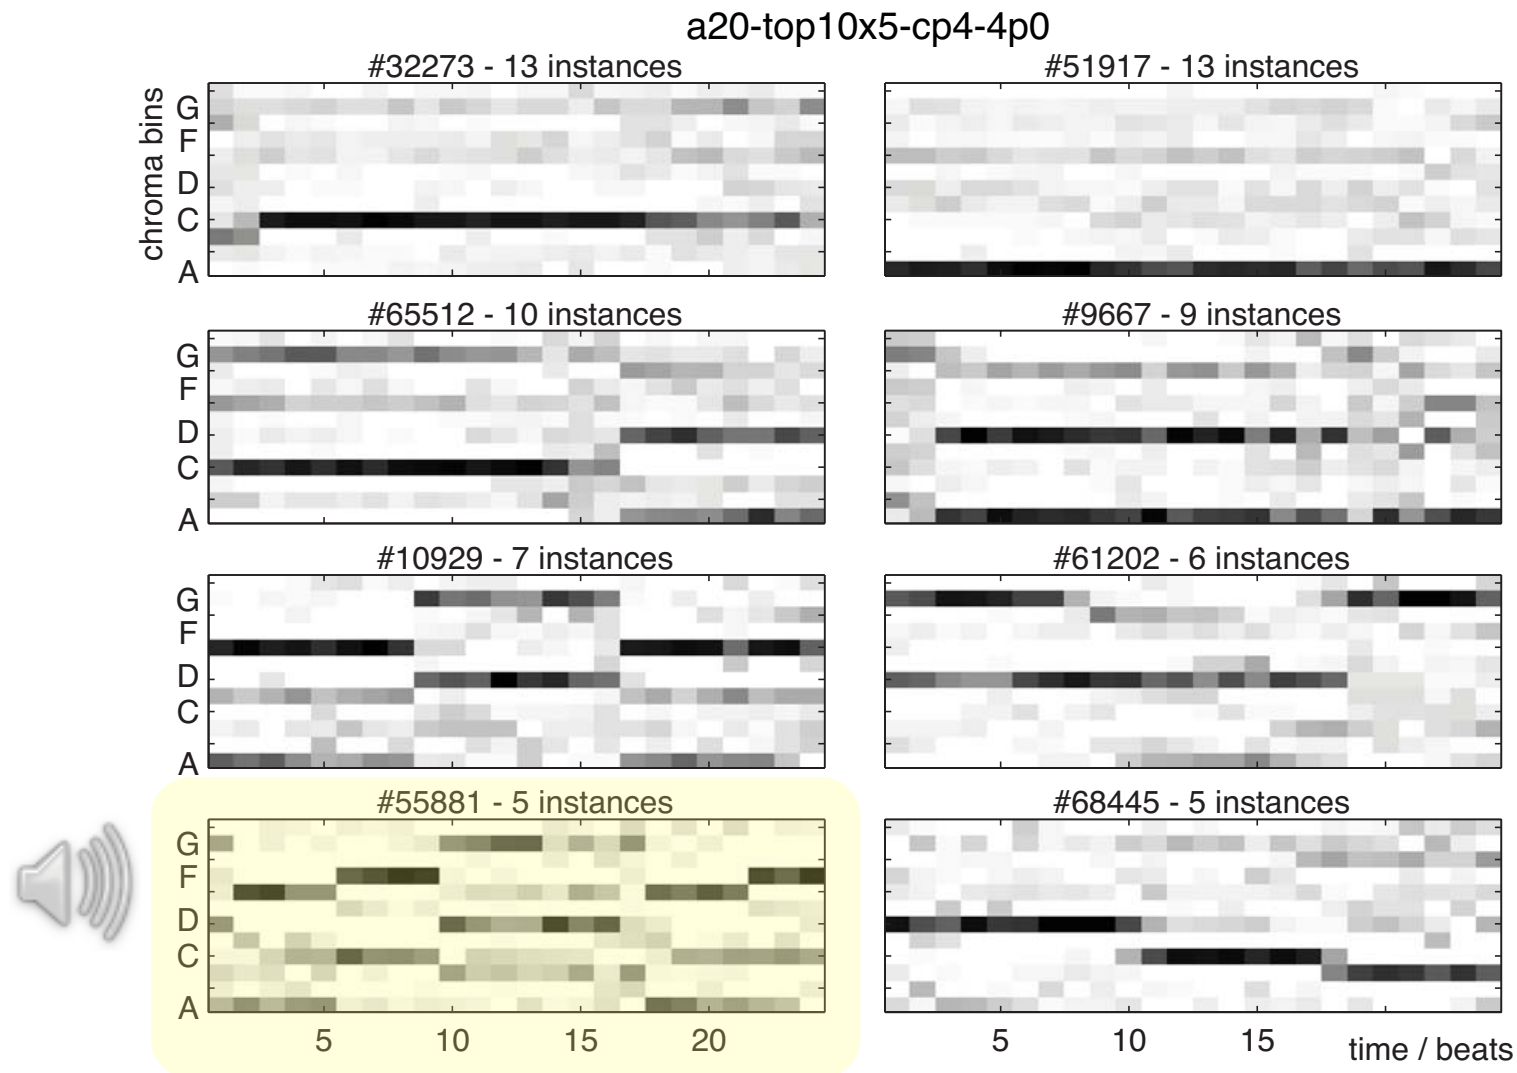 a20-top10x5-cp4-4p0
#32273 - 13 instances
#51917 - 13 instances
chroma bins
G
F
D
C
A
#65512 - 10 instances
#9667 - 9 instances
G
F
D
C
A
#10929 - 7 instances
#61202 - 6 instances
G
F
D
C
A
#55881 - 5 instances
#68445 - 5 instances
G
F
D
C
A
5 10 15 20
5 10 15
time / beats